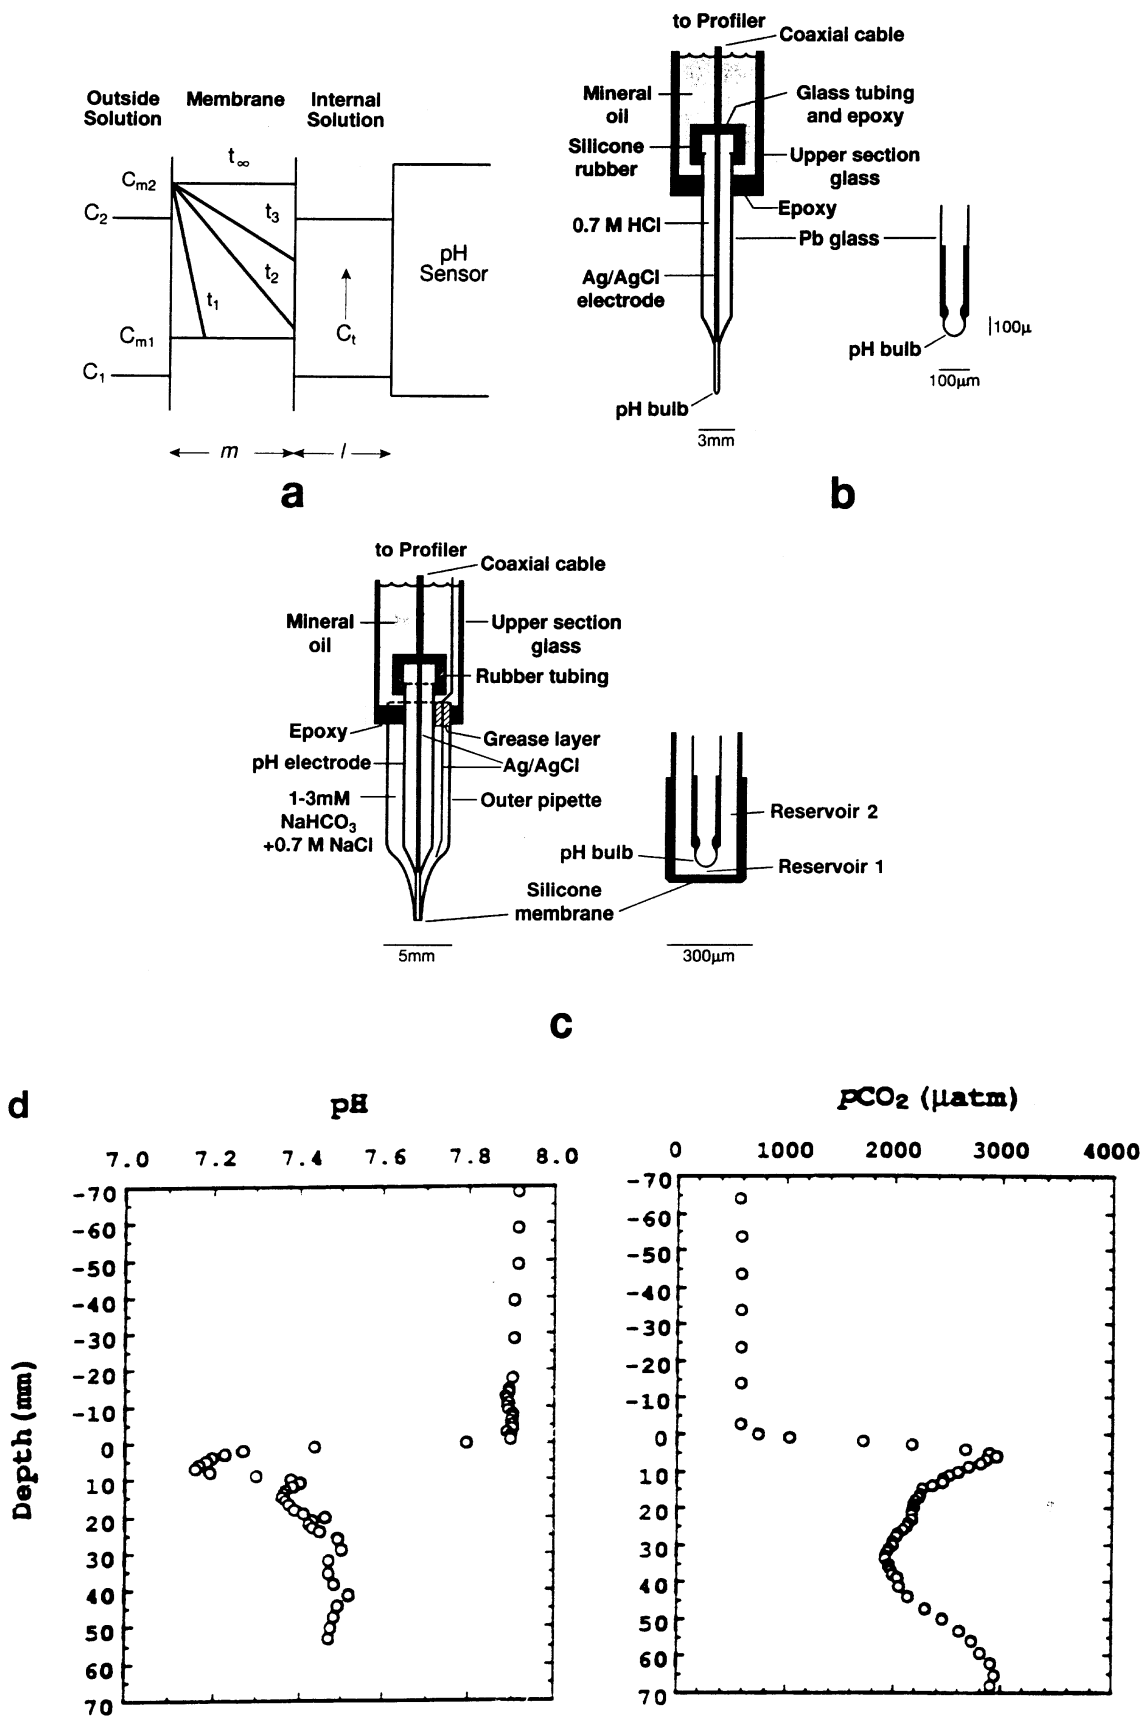 Outside
Solution
Membrane
Internal
Solution
t∞
Cm2
C2
t3
t2
t1
pH
Sensor
Cm1
Ct
C1
m
l
a
to Profiler
Coaxial cable
Mineral
oil
Glass tubing
and epoxy
Silicone
rubber
Upper section
glass
Epoxy
0.7 M HCl
Pb glass
Ag/AgCl
electrode
100μ
pH bulb
100μm
pH bulb
3mm
b
to Profiler
Coaxial cable
Mineral
oil
Upper section
glass
Rubber tubing
Epoxy
Grease layer
pH electrode
Ag/AgCl
1-3mM
NaHCO3
+0.7 M NaCl
Outer pipette
Reservoir 2
pH bulb
Reservoir 1
Silicone
membrane
5mm
300μm
c
d
pH
7.0 7.2 7.4 7.6 7.8 8.0
-70
-60
-50
-40
-30
-20
-10
0
10
20
30
40
50
60
70
Depth (mm)
pCO2 (μatm)
0 1000 2000 3000 4000
-70
-60
-50
-40
-30
-20
-10
0
10
20
30
40
50
60
70